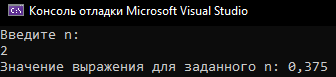 Консоль отладки Microsoft Visual Studio
Введите n:
2
Значение выражения для заданного n: 0,375